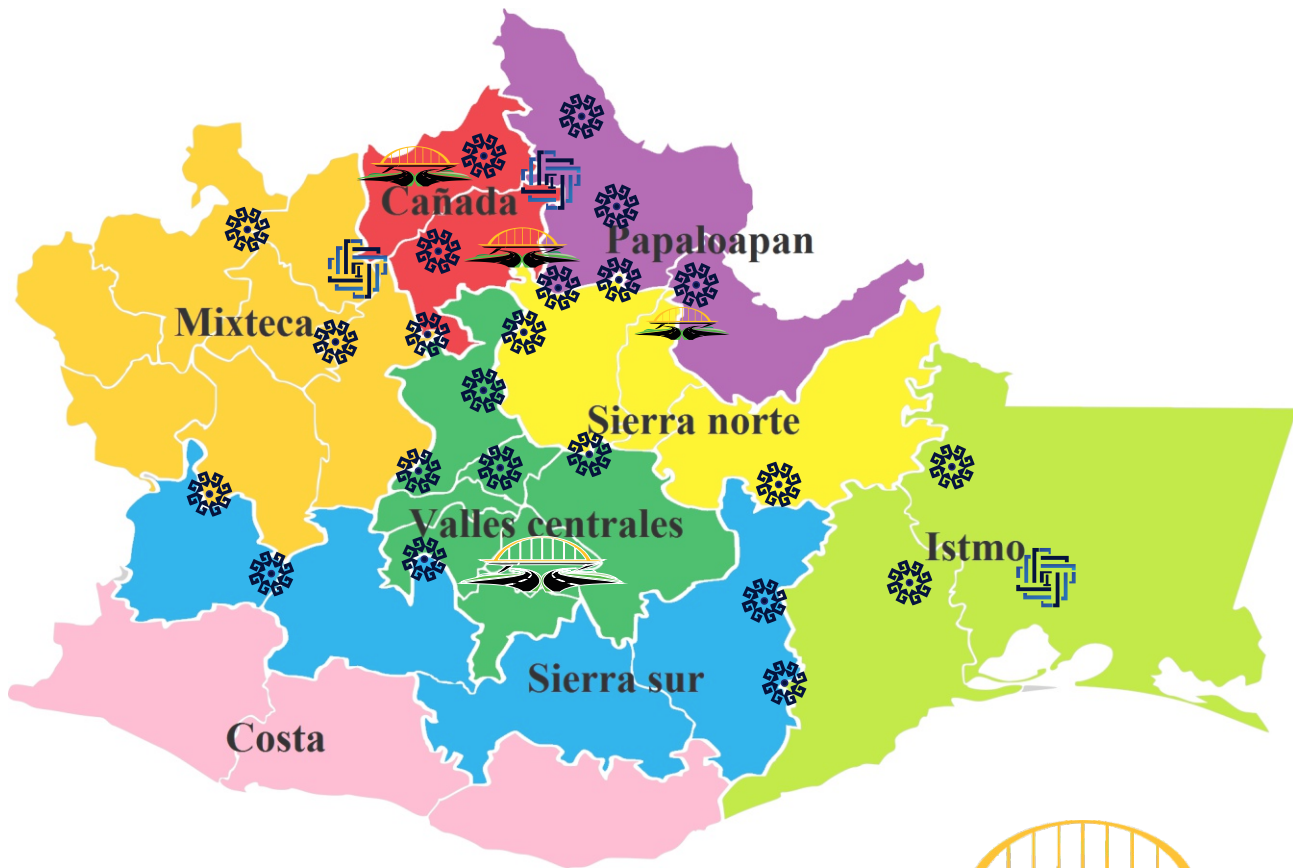 Cañada
Papaloapan
Mixteca
Sierra norte
Valles centrales
Istmo
Sierra sur
Costa